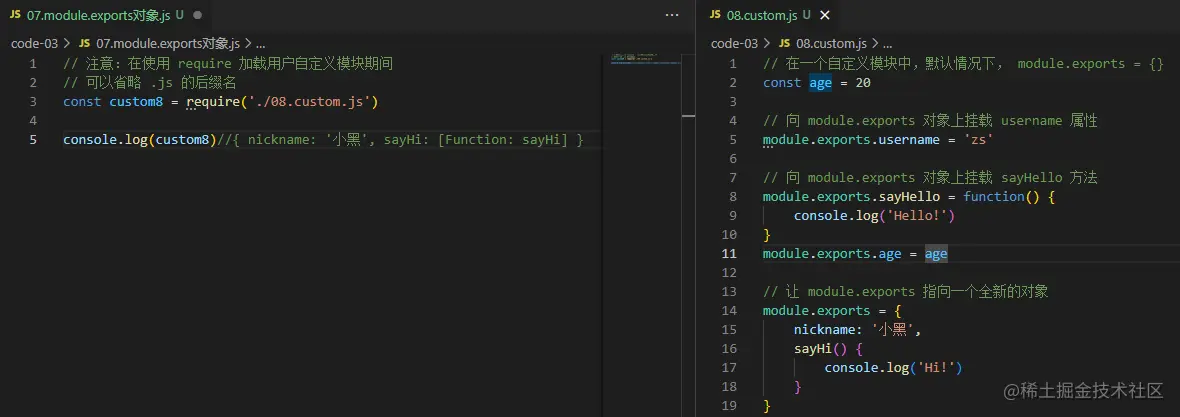 JS 07.module.exports对象.js U ●
code-03 > JS 07.module.exports对象.js > ...
1 // 注意: 在使用 require 加载用户自定义模块期间
2 // 可以省略 .js 的后缀名
3 const custom8 = require('./08.custom.js')
4
5 console.log(custom8)//{ nickname: '小黑', sayHi: [Function: sayHi] }
JS 08.custom.js U ×
code-03 > JS 08.custom.js > ...
1 // 在一个自定义模块中，默认情况下， module.exports = {}
2 const age = 20
3
4 // 向 module.exports 对象上挂载 username 属性
5 module.exports.username = 'zs'
6
7 // 向 module.exports 对象上挂载 sayHello 方法
8 module.exports.sayHello = function() {
9 console.log('Hello!')
10 }
11 module.exports.age = age
12
13 // 让 module.exports 指向一个全新的对象
14 module.exports = {
15 nickname: '小黑',
16 sayHi() {
17 console.log('Hi!')
18 }
19 }
@稀土掘金技术社区